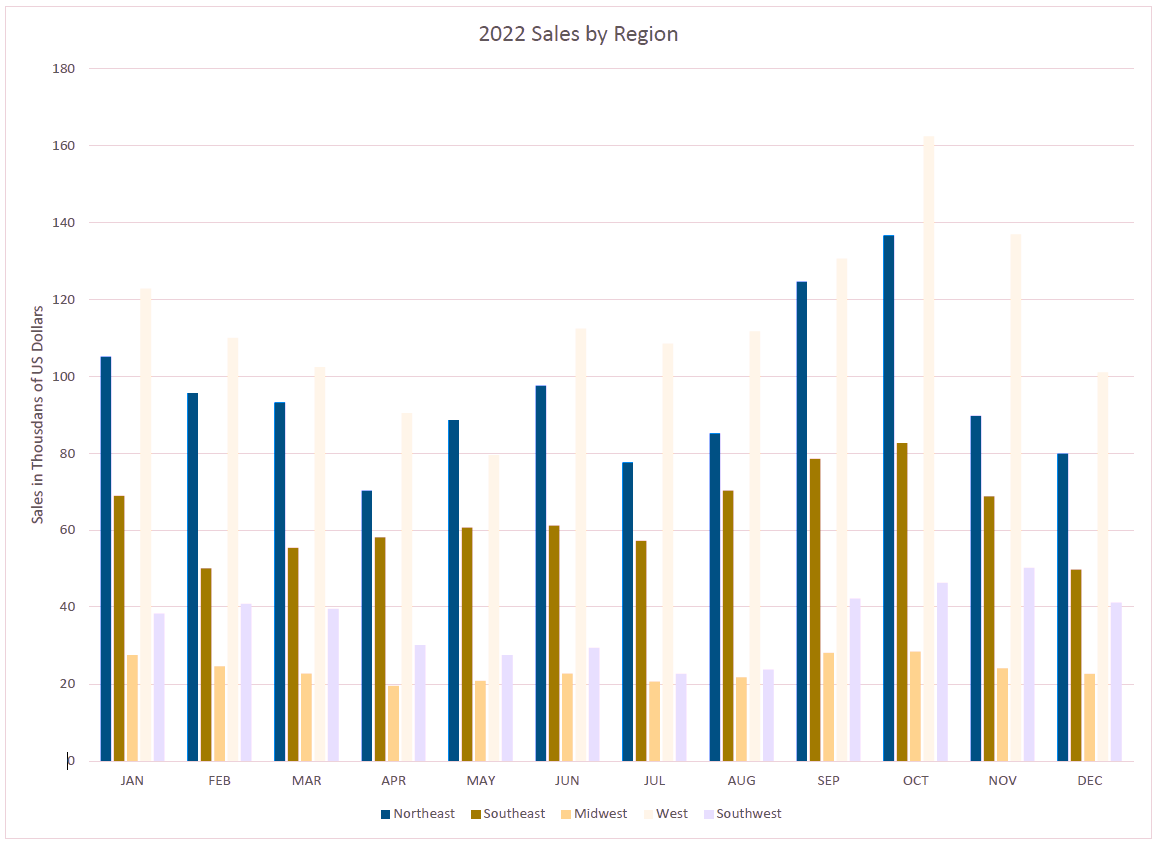 2022 Sales by Region
Sales in Thousdans of US Dollars
180
160
140
120
100
80
60
40
20
0
JAN FEB MAR APR MAY JUN JUL AUG SEP OCT NOV DEC
Northeast Southeast Midwest West Southwest